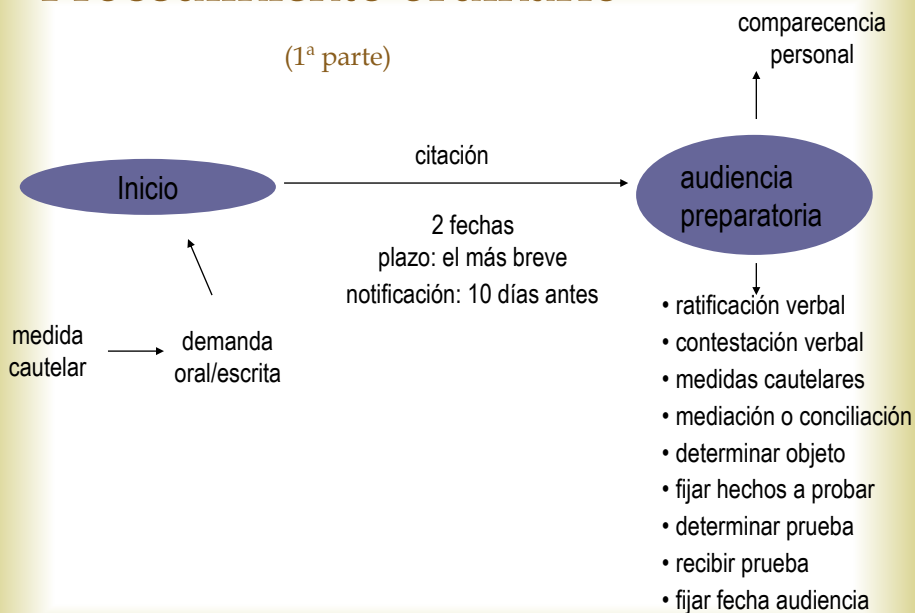 (1ª parte)
comparecencia
personal
citación
Inicio
audiencia
preparatoria
2 fechas
plazo: el más breve
notificación: 10 días antes
medida
cautelar
demanda
oral/escrita
• ratificación verbal
• contestación verbal
• medidas cautelares
• mediación o conciliación
• determinar objeto
• fijar hechos a probar
• determinar prueba
• recibir prueba
• fijar fecha audiencia